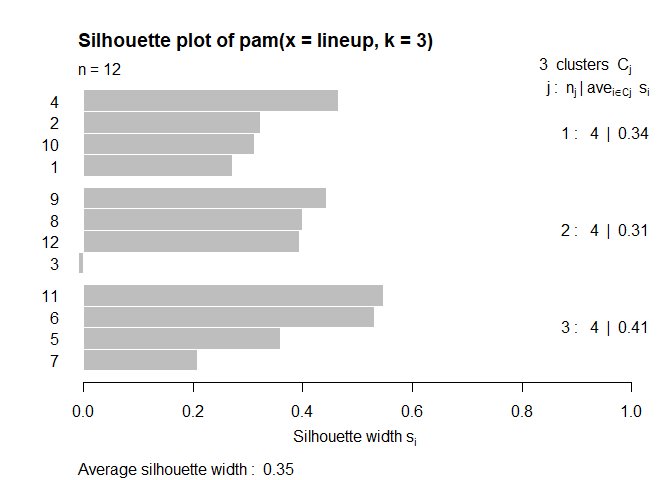 Silhouette plot of pam(x = lineup, k = 3)
n = 12
3 clusters Cj
j : nj | avei∈Cj si
4
2
10
1
1 : 4 | 0.34
9
8
12
3
2 : 4 | 0.31
11
6
5
7
3 : 4 | 0.41
0.0 0.2 0.4 0.6 0.8 1.0
Silhouette width si
Average silhouette width : 0.35